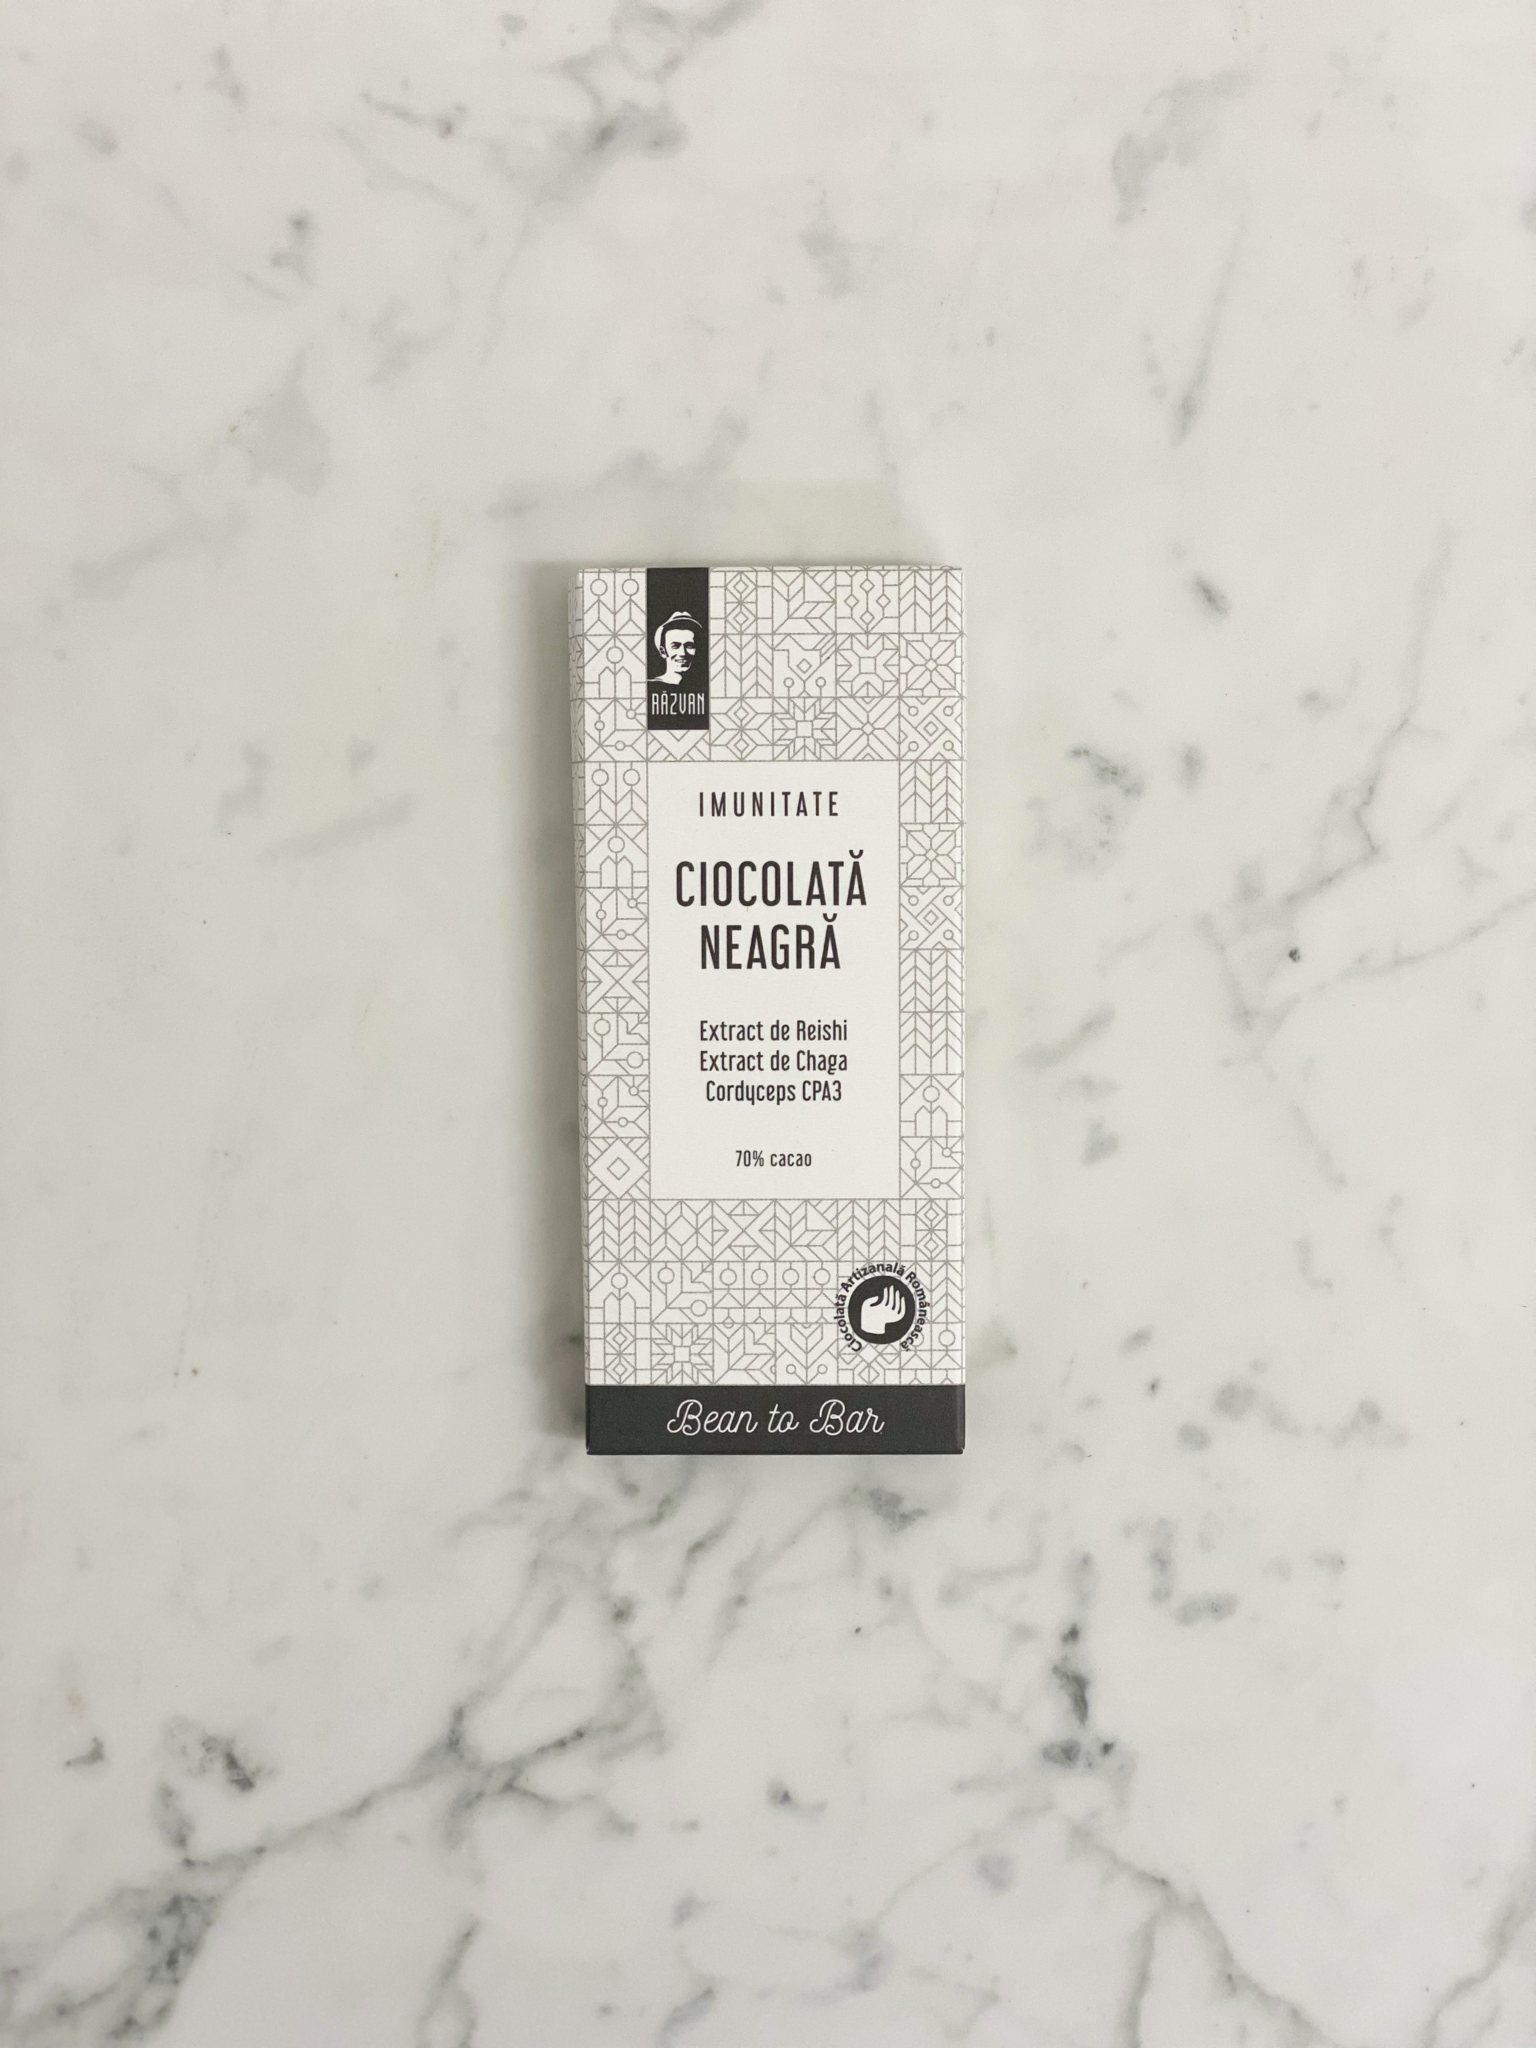 RĂZVAN
IMUNITATE
CIOCOLATĂ
NEAGRĂ
Extract de Reishi
Extract de Chaga
Cordyceps CPA3
70% cacao
Ciocolată Artizanală Românească
Bean to Bar